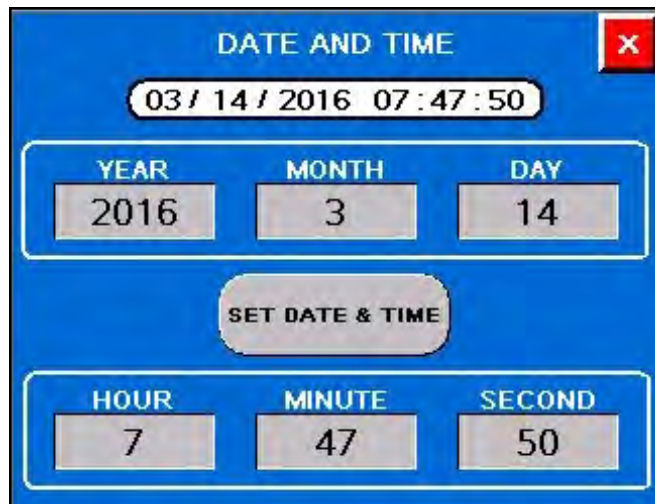 DATE AND TIME
X
03 / 14 / 2016 07 : 47 : 50
YEAR MONTH DAY
2016 3 14
SET DATE & TIME
HOUR MINUTE SECOND
7 47 50